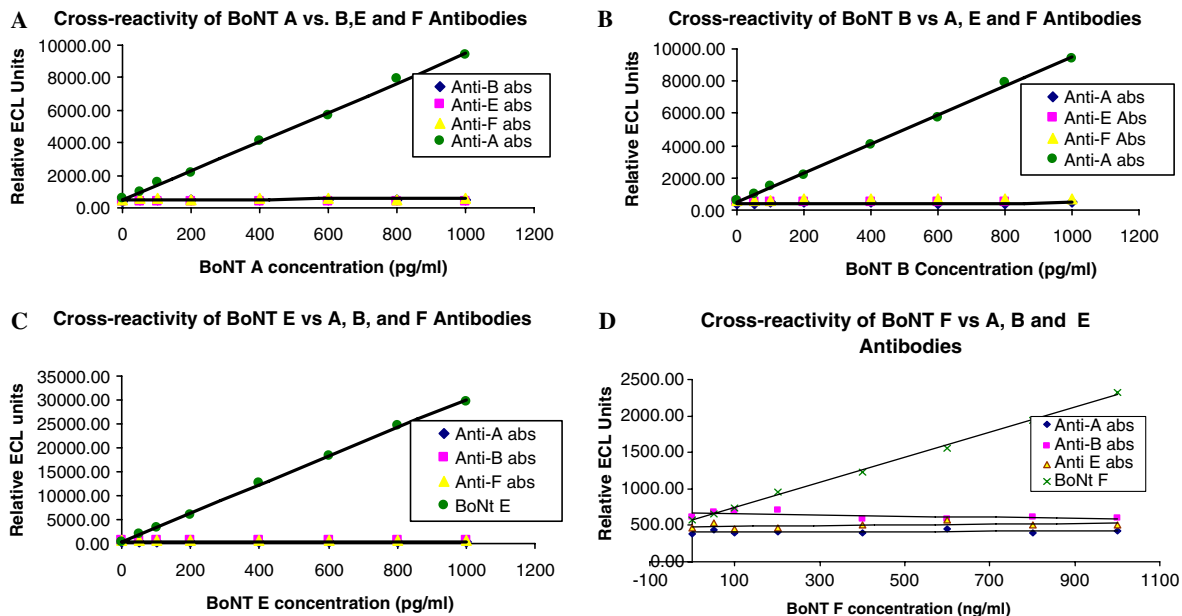 A
Cross-reactivity of BoNT A vs. B,E and F Antibodies
Relative ECL Units
10000.00
8000.00
6000.00
4000.00
2000.00
0.00
0 200 400 600 800 1000 1200
BoNT A concentration (pg/ml)
Anti-B abs
Anti-E abs
Anti-F abs
Anti-A abs
B
Cross-reactivity of BoNT B vs A, E and F Antibodies
Relative ECL Units
10000.00
8000.00
6000.00
4000.00
2000.00
0.00
0 200 400 600 800 1000 1200
BoNT B Concentration (pg/ml)
Anti-A abs
Anti-E Abs
Anti-F Abs
Anti-A abs
C
Cross-reactivity of BoNT E vs A, B, and F Antibodies
Relative ECL units
35000.00
30000.00
25000.00
20000.00
15000.00
10000.00
5000.00
0.00
0 200 400 600 800 1000 1200
BoNT E concentration (pg/ml)
Anti-A abs
Anti-B abs
Anti-F abs
BoNt E
D
Cross-reactivity of BoNT F vs A, B and E
Antibodies
Relative ECL Units
2500.00
2000.00
1500.00
1000.00
500.00
0.00
-100 100 300 500 700 900 1100
BoNT F concentration (ng/ml)
Anti-A abs
Anti-B abs
Anti E abs
BoNt F